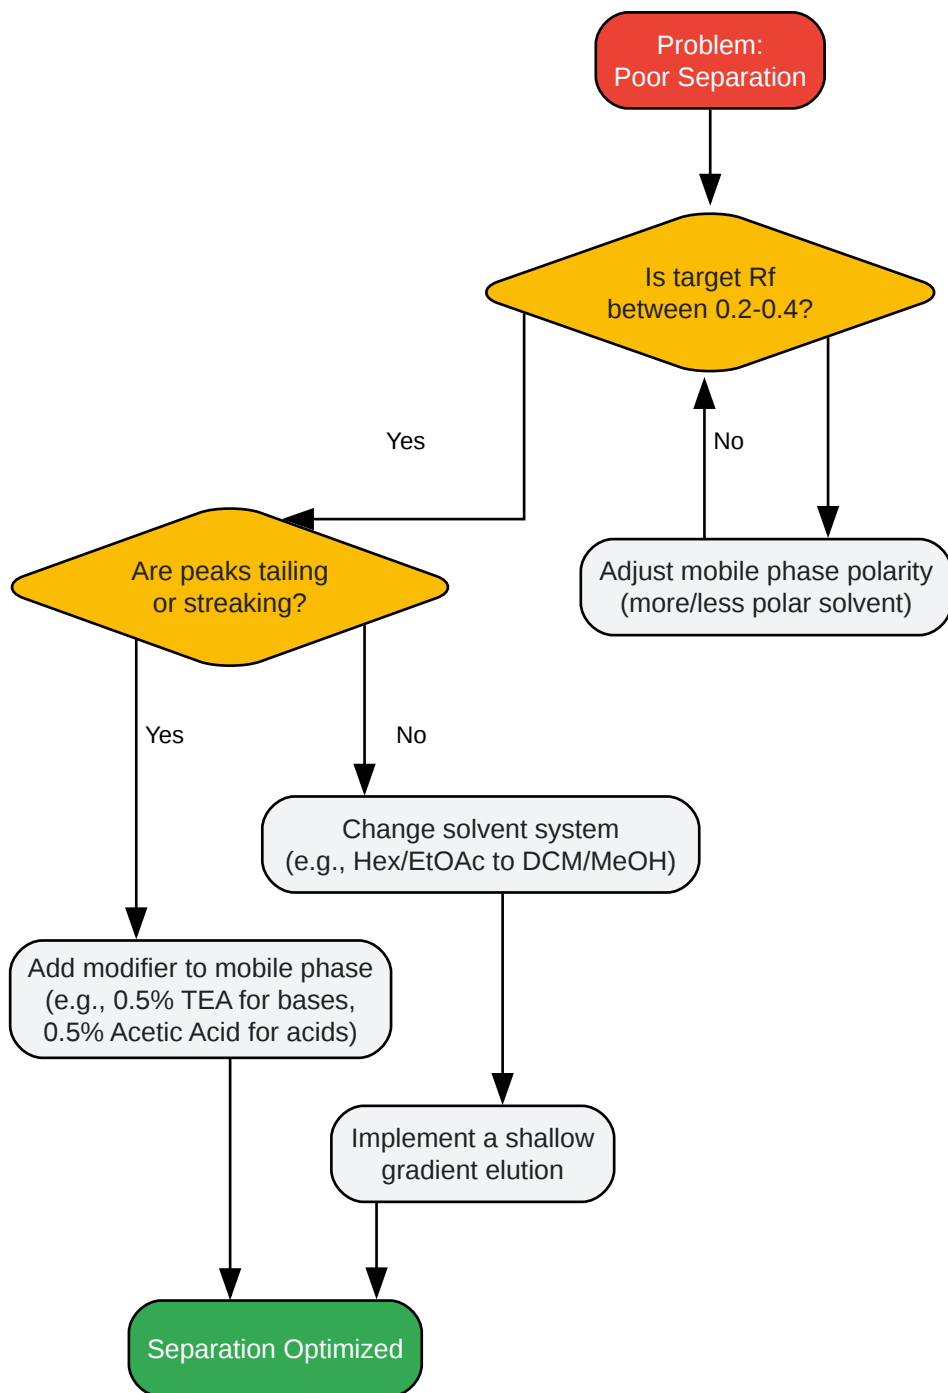 Problem:
Poor Separation
Is target Rf
between 0.2-0.4?
Yes
No
Are peaks tailing
or streaking?
Adjust mobile phase polarity
(more/less polar solvent)
Yes
No
Change solvent system
(e.g., Hex/EtOAc to DCM/MeOH)
Add modifier to mobile phase
(e.g., 0.5% TEA for bases,
0.5% Acetic Acid for acids)
Implement a shallow
gradient elution
Separation Optimized